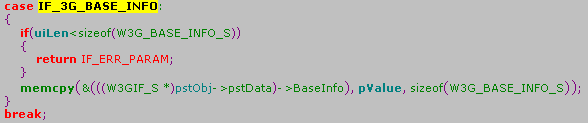 case IF_3G_BASE_INFO:
{
if(uiLen<sizeof(W3G_BASE_INFO_S))
{
return IF_ERR_PARAM;
}
memcpy(&(((W3GIF_S *)pstObj->pstData)->BaseInfo), pValue, sizeof(W3G_BASE_INFO_S));
}
break;